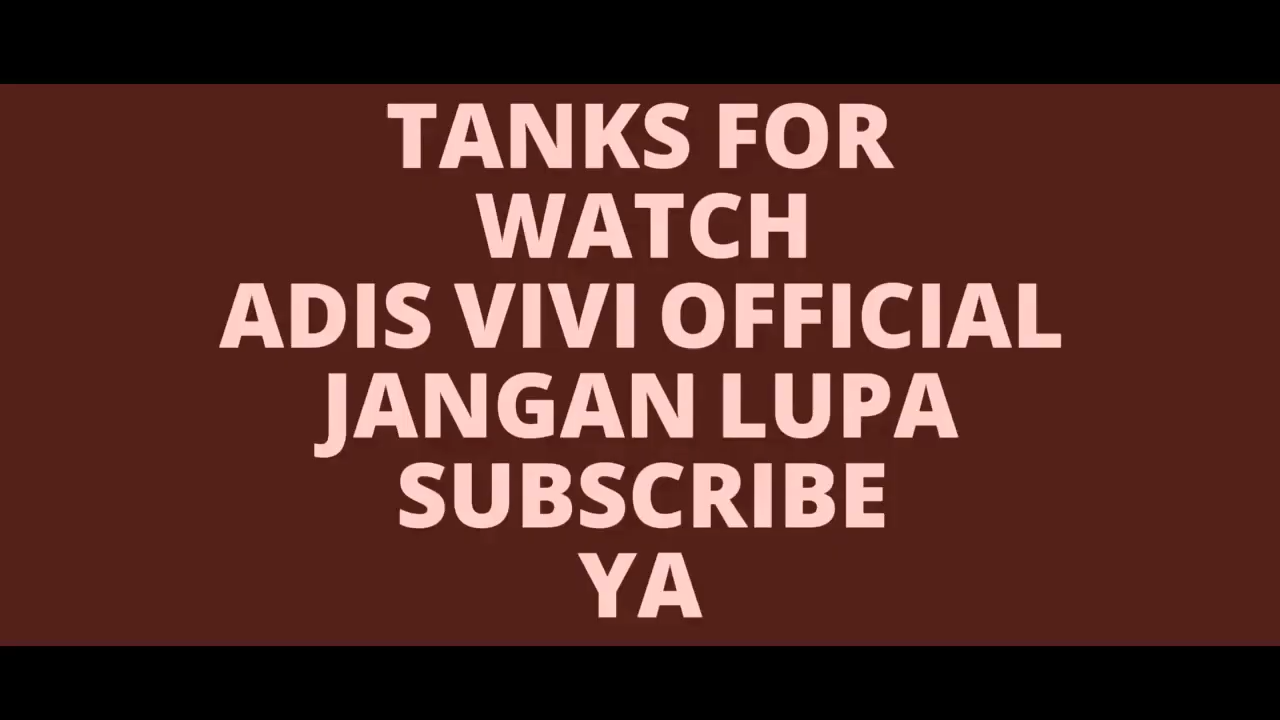 TANKS FOR
WATCH
ADIS VIVI OFFICIAL
JANGAN LUPA
SUBSCRIBE
YA